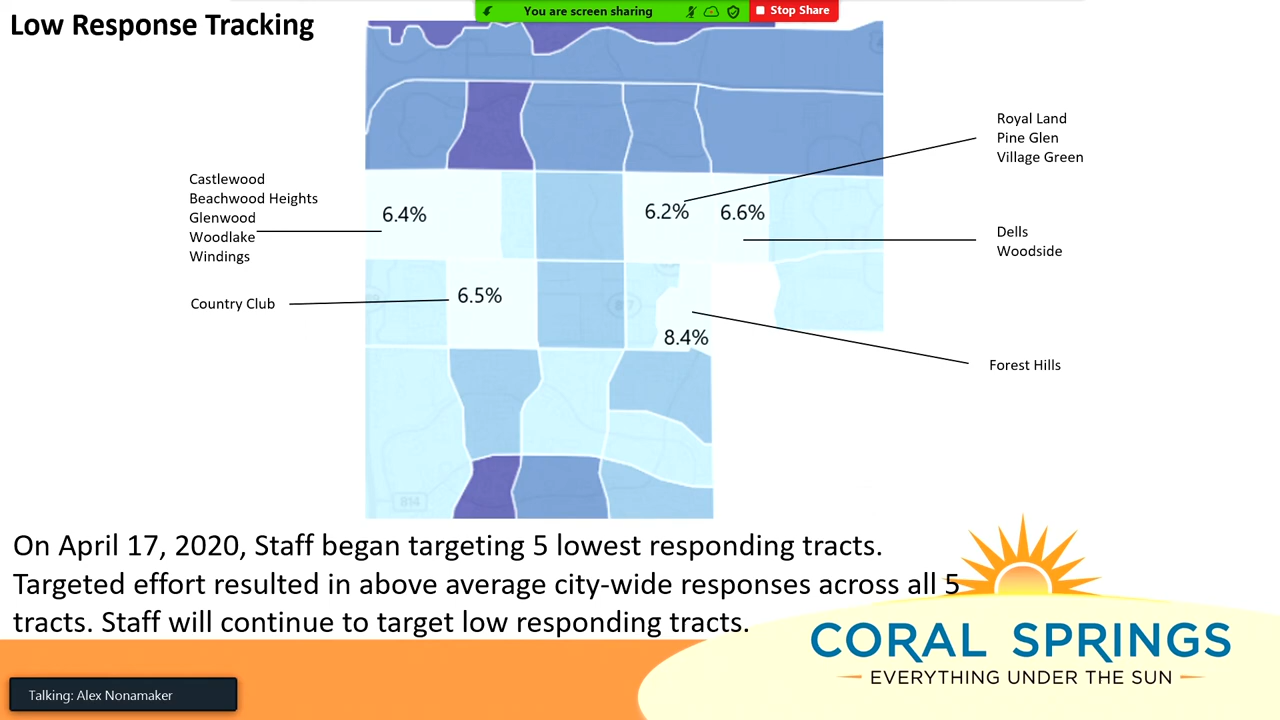 You are screen sharing
Stop Share
Low Response Tracking
Royal Land
Pine Glen
Village Green
Castlewood
Beachwood Heights
Glenwood
Woodlake
Windings
6.4%
6.2%
6.6%
Dells
Woodside
Country Club
6.5%
8.4%
Forest Hills
814
On April 17, 2020, Staff began targeting 5 lowest responding tracts.
Targeted effort resulted in above average city-wide responses across all 5
tracts. Staff will continue to target low responding tracts.
CORAL SPRINGS
EVERYTHING UNDER THE SUN
Talking: Alex Nonamaker